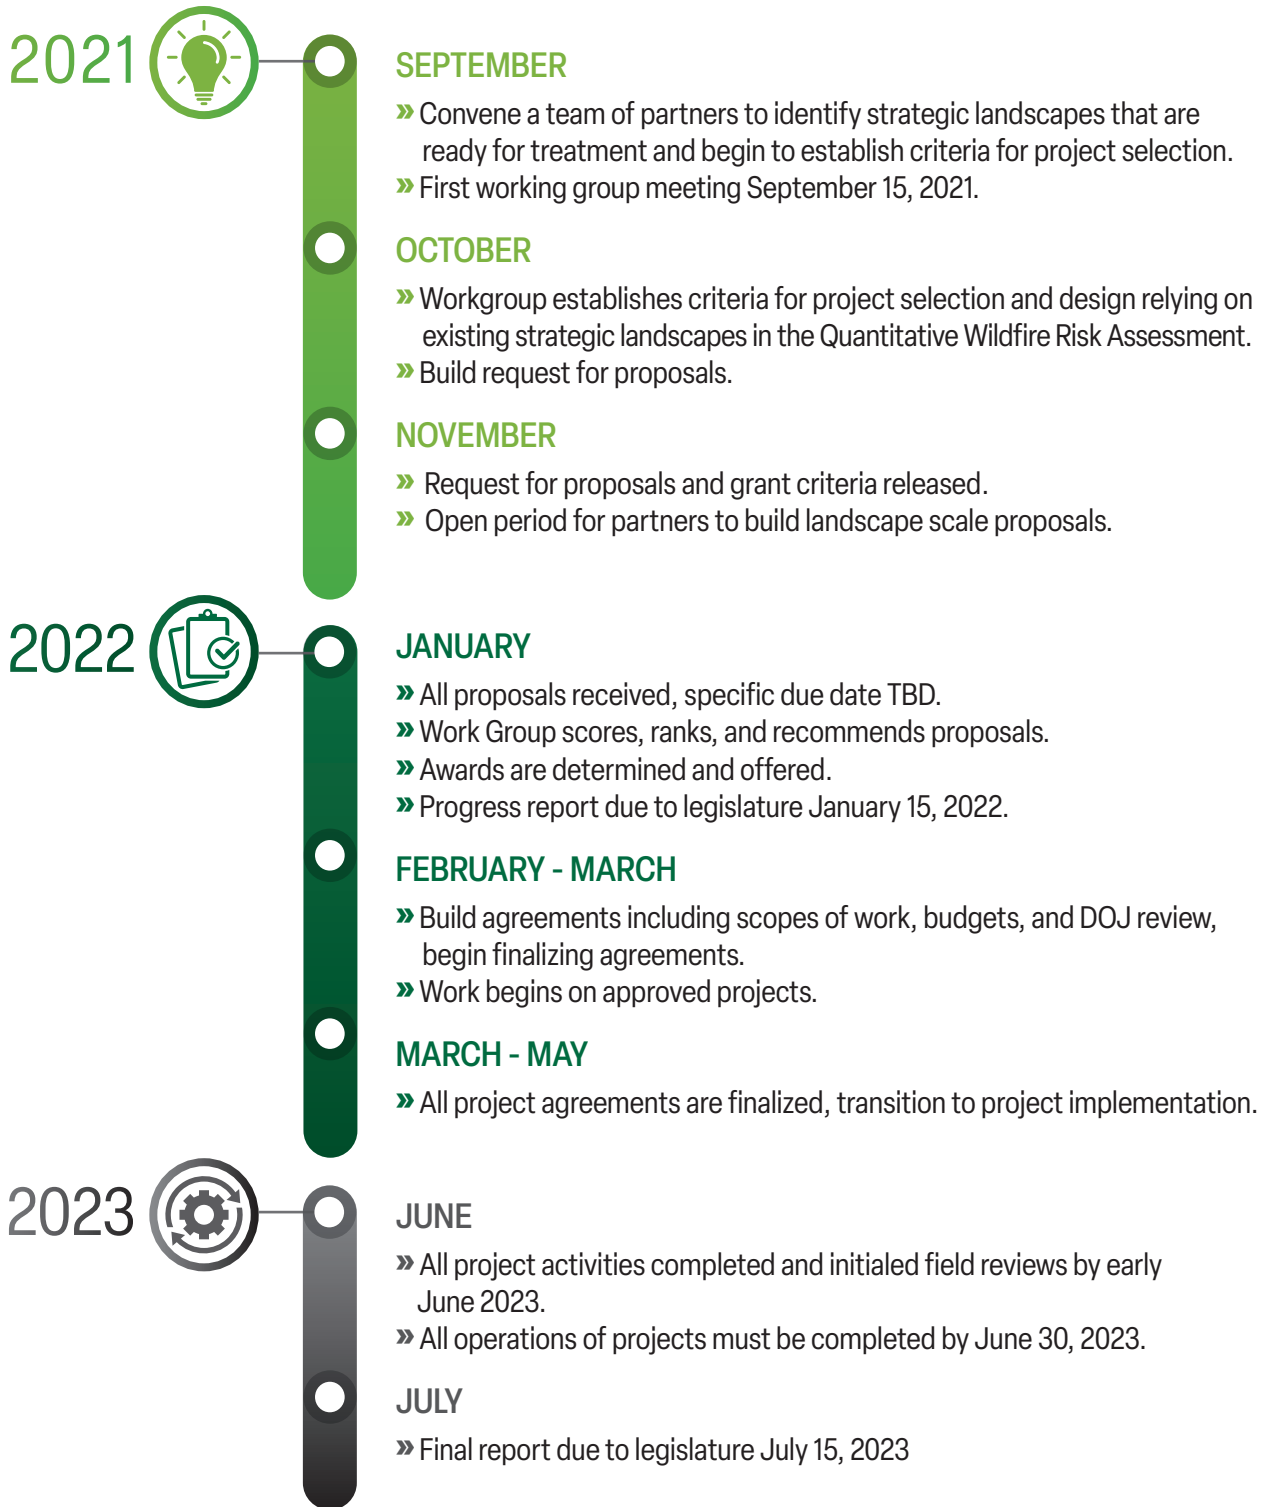 2021
SEPTEMBER
» Convene a team of partners to identify strategic landscapes that are
ready for treatment and begin to establish criteria for project selection.
» First working group meeting September 15, 2021.
OCTOBER
» Workgroup establishes criteria for project selection and design relying on
existing strategic landscapes in the Quantitative Wildfire Risk Assessment.
» Build request for proposals.
NOVEMBER
» Request for proposals and grant criteria released.
» Open period for partners to build landscape scale proposals.
2022
JANUARY
» All proposals received, specific due date TBD.
» Work Group scores, ranks, and recommends proposals.
» Awards are determined and offered.
» Progress report due to legislature January 15, 2022.
FEBRUARY - MARCH
» Build agreements including scopes of work, budgets, and DOJ review,
begin finalizing agreements.
» Work begins on approved projects.
MARCH - MAY
» All project agreements are finalized, transition to project implementation.
2023
JUNE
» All project activities completed and initialed field reviews by early
June 2023.
» All operations of projects must be completed by June 30, 2023.
JULY
» Final report due to legislature July 15, 2023